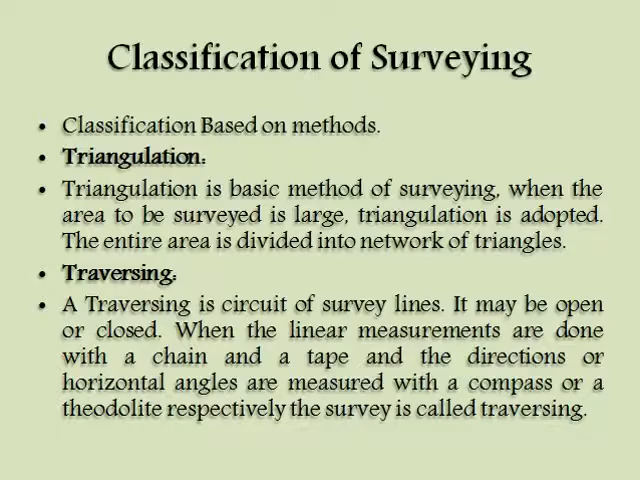 Classification of Surveying
• Classification Based on methods.
• Triangulation:
• Triangulation is basic method of surveying, when the
area to be surveyed is large, triangulation is adopted.
The entire area is divided into network of triangles.
• Traversing:
• A Traversing is circuit of survey lines. It may be open
or closed. When the linear measurements are done
with a chain and a tape and the directions or
horizontal angles are measured with a compass or a
theodolite respectively the survey is called traversing.